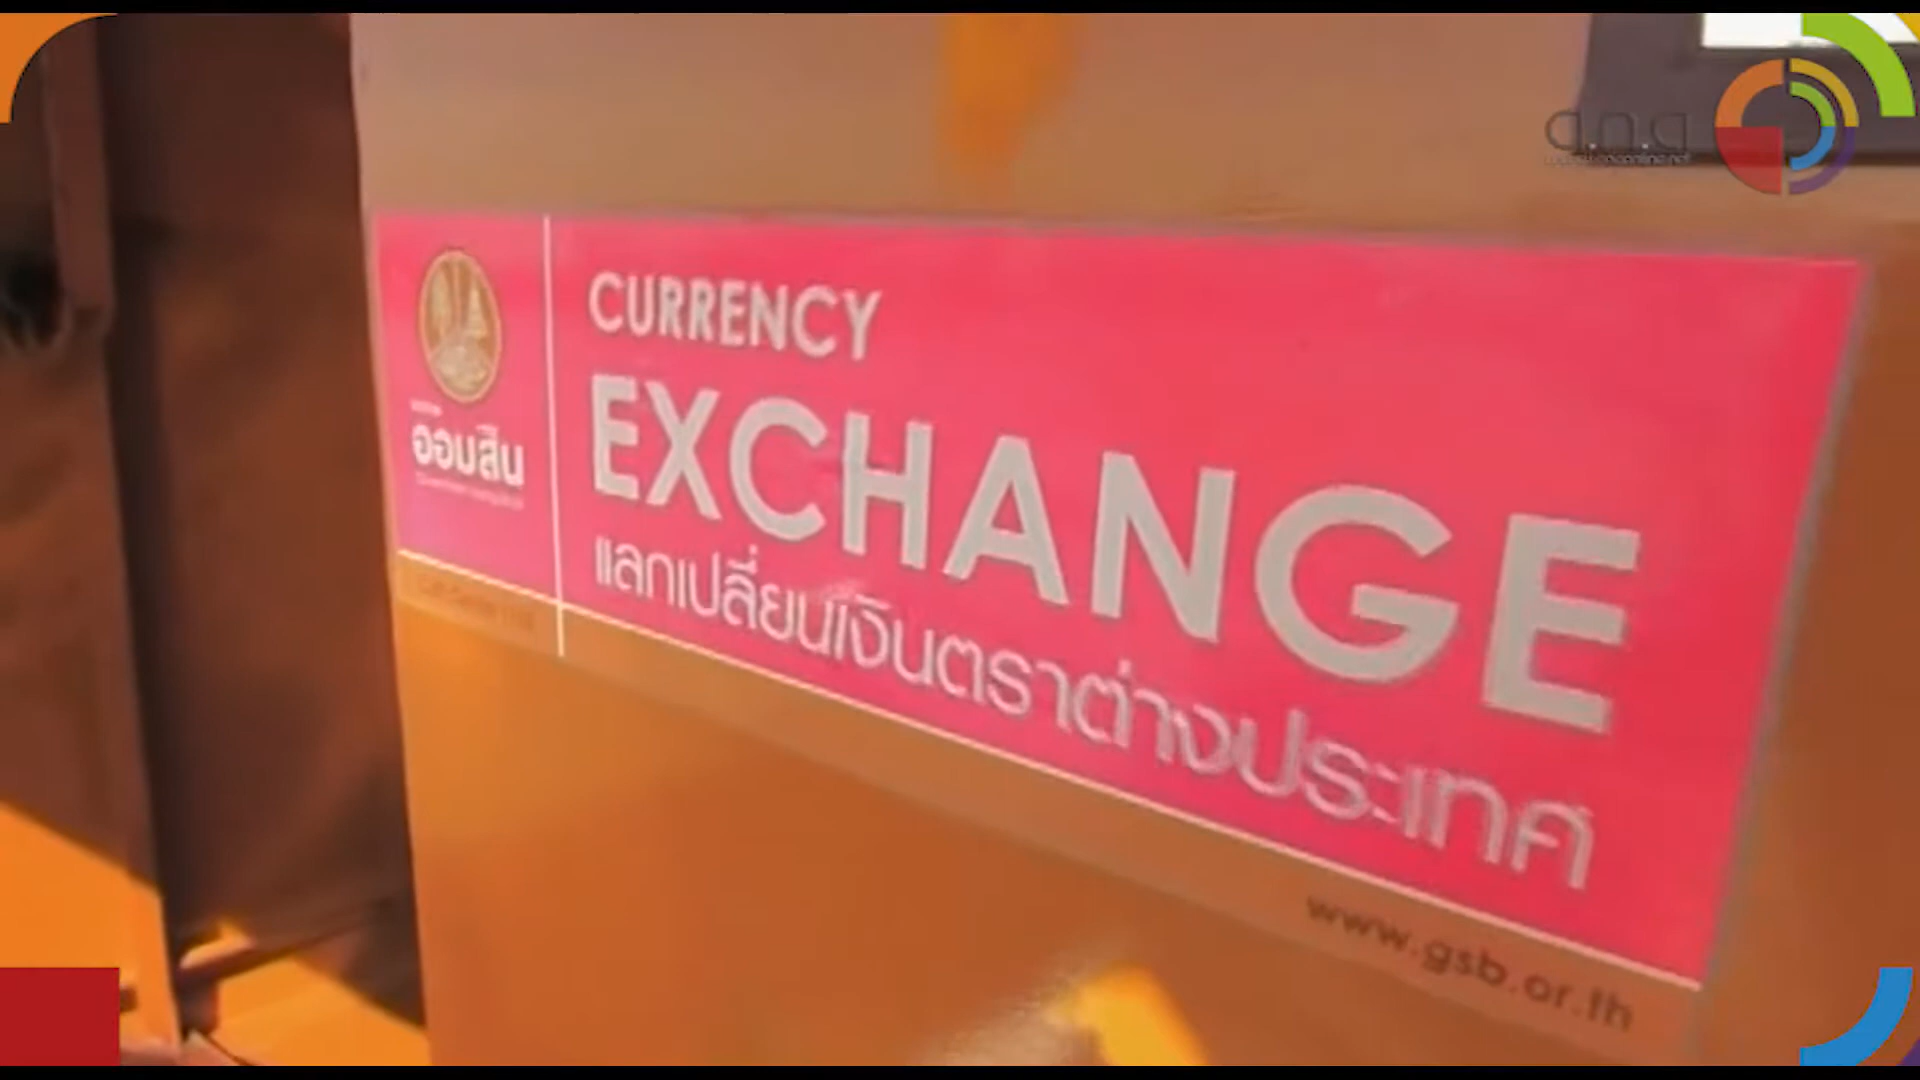 a.n.a
ออมสิน
CURRENCY
EXCHANGE
แลกเปลี่ยนเงินตราต่างประเทศ
www.gsb.or.th